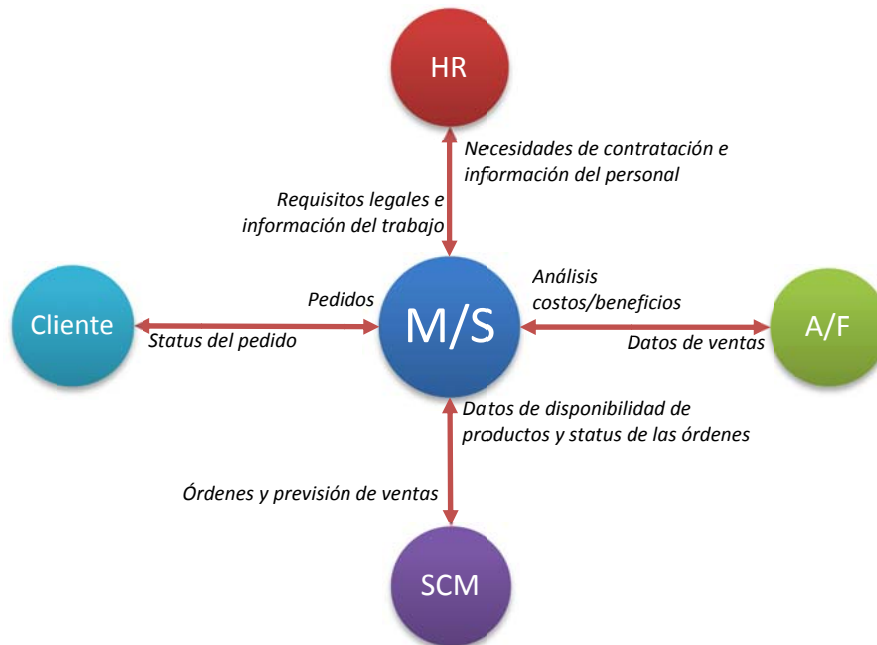 HR
Necesidades de contratación e
información del personal
Requisitos legales e
información del trabajo
Cliente
Pedidos
Status del pedido
M/S
Análisis
costos/beneficios
Datos de ventas
A/F
Datos de disponibilidad de
productos y status de las órdenes
Órdenes y previsión de ventas
SCM